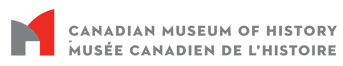 CANADIAN MUSEUM OF HISTORY
MUSÉE CANADIEN DE L'HISTOIRE